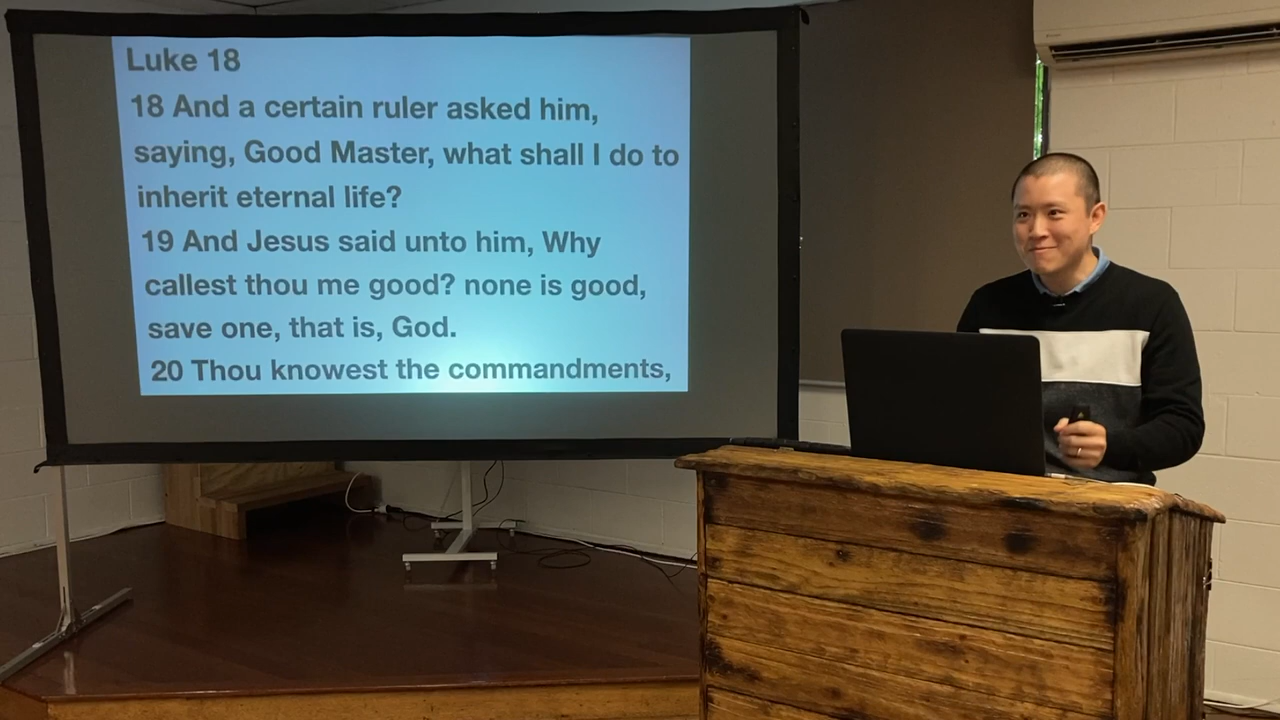 Luke 18
18 And a certain ruler asked him,
saying, Good Master, what shall I do to
inherit eternal life?
19 And Jesus said unto him, Why
callest thou me good? none is good,
save one, that is, God.
20 Thou knowest the commandments,